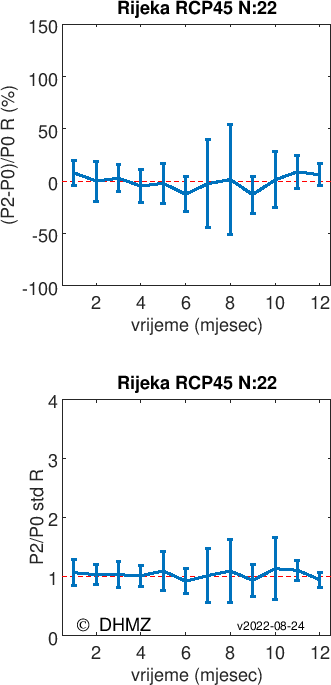 Rijeka RCP45 N:22
(P2-P0)/P0 R (%)
150
100
50
0
-50
-100
2 4 6 8 10 12
vrijeme (mjesec)
Rijeka RCP45 N:22
P2/P0 std R
4
3
2
1
0
© DHMZ v2022-08-24
2 4 6 8 10 12
vrijeme (mjesec)